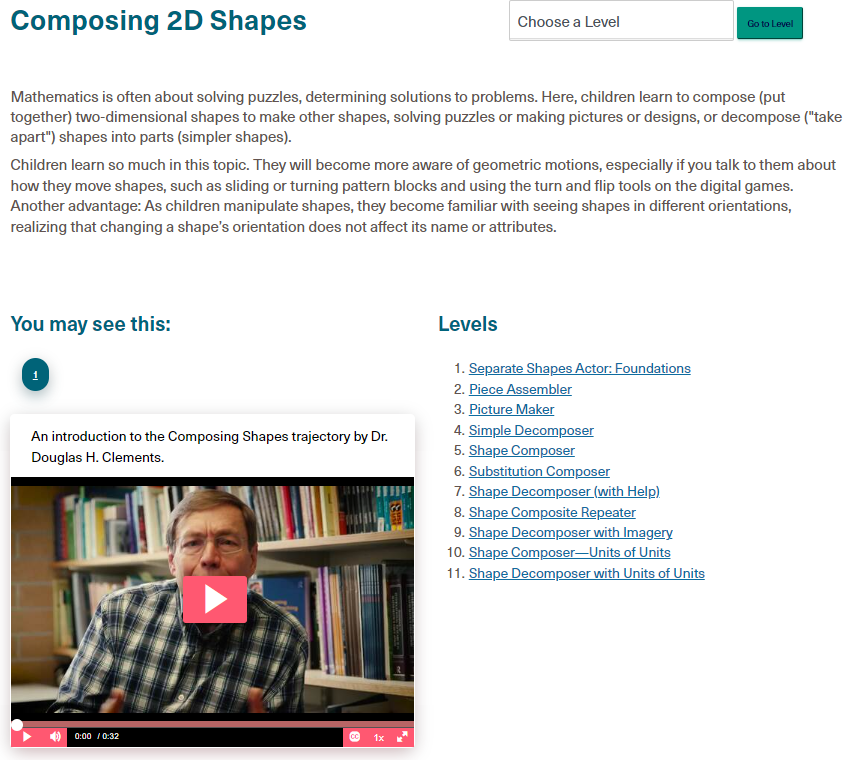 Composing 2D Shapes
Choose a Level
Go to Level
Mathematics is often about solving puzzles, determining solutions to problems. Here, children learn to compose (put
together) two-dimensional shapes to make other shapes, solving puzzles or making pictures or designs, or decompose ("take
apart") shapes into parts (simpler shapes).
Children learn so much in this topic. They will become more aware of geometric motions, especially if you talk to them about
how they move shapes, such as sliding or turning pattern blocks and using the turn and flip tools on the digital games.
Another advantage: As children manipulate shapes, they become familiar with seeing shapes in different orientations,
realizing that changing a shape's orientation does not affect its name or attributes.
You may see this:
1
An introduction to the Composing Shapes trajectory by Dr.
Douglas H. Clements.
0:00 / 0:32
CC
1x
Levels
1. Separate Shapes Actor: Foundations
2. Piece Assembler
3. Picture Maker
4. Simple Decomposer
5. Shape Composer
6. Substitution Composer
7. Shape Decomposer (with Help)
8. Shape Composite Repeater
9. Shape Decomposer with Imagery
10. Shape Composer—Units of Units
11. Shape Decomposer with Units of Units